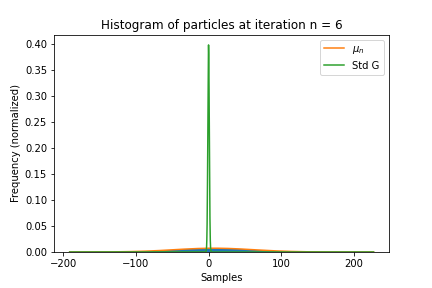 Histogram of particles at iteration n = 6
Frequency (normalized)
0.40
0.35
0.30
0.25
0.20
0.15
0.10
0.05
0.00
μn
Std G
−200
−100
0
100
200
Samples